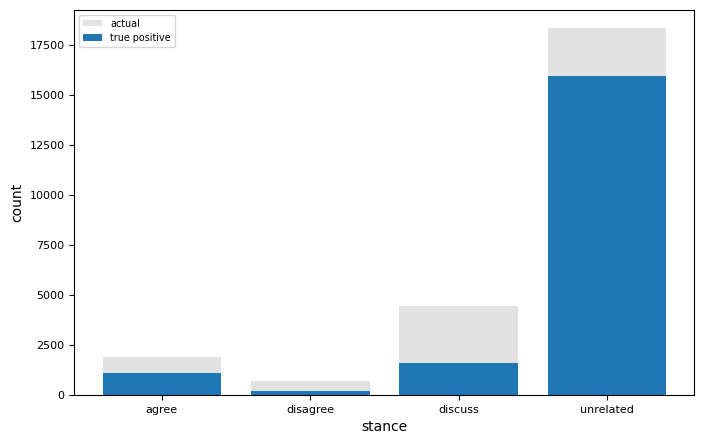 actual
true positive
17500
15000
12500
10000
7500
5000
2500
0
count
agree disagree discuss unrelated
stance